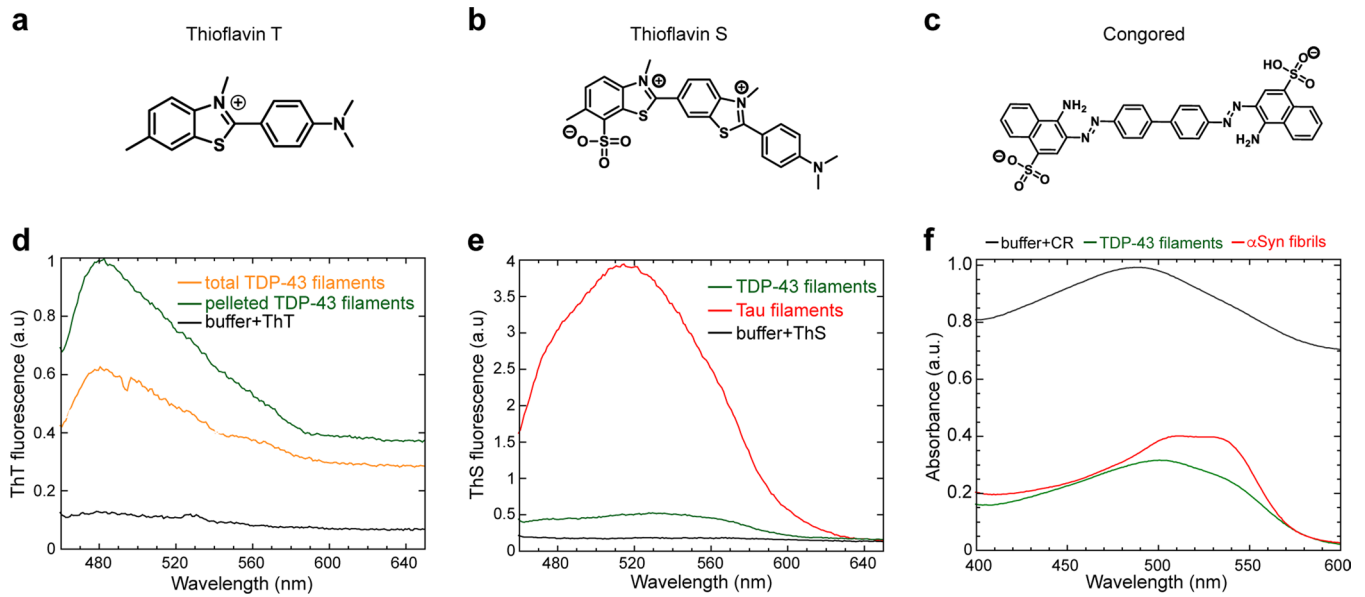 a
Thioflavin T
N
⊕
S
N
b
Thioflavin S
N
⊕
N
⊕
⊖
S
S
O
S
O
O
N
c
Congored
⊖
O
HO
S
O
NH2
N
N
N
N
NH2
⊖
O
S
O
O
d
total TDP-43 filaments
pelleted TDP-43 filaments
buffer+ThT
ThT fluorescence (a.u)
1
0.8
0.6
0.4
0.2
0
480 520 560 600 640
Wavelength (nm)
e
TDP-43 filaments
Tau filaments
buffer+ThS
ThS fluorescence (a.u)
4
3.5
3
2.5
2
1.5
1
0.5
0
480 520 560 600 640
Wavelength (nm)
f
buffer+CR TDP-43 filaments αSyn fibrils
Absorbance (a.u.)
1.0
0.8
0.6
0.4
0.2
0
400 450 500 550 600
Wavelength (nm)